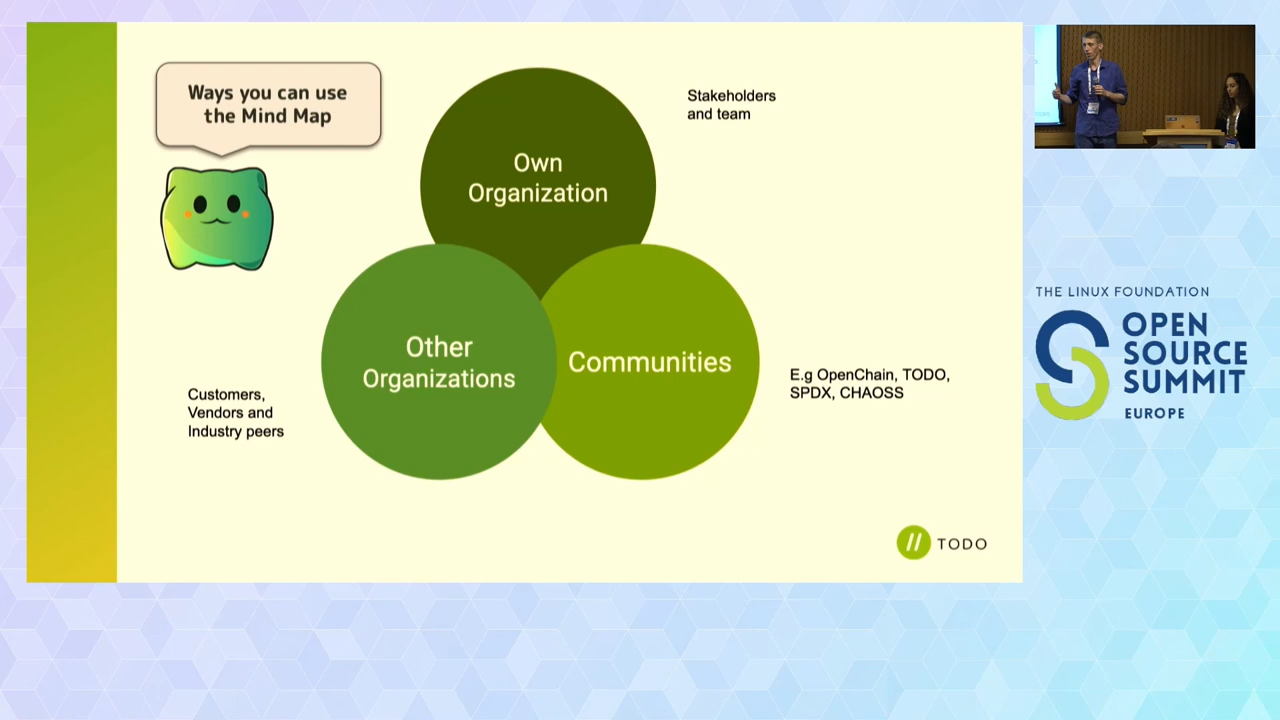 Ways you can use
the Mind Map
Stakeholders
and team
Own
Organization
Other
Organizations
Communities
E.g OpenChain, TODO,
SPDX, CHAOSS
Customers,
Vendors and
Industry peers
// TODO
THE LINUX FOUNDATION
OPEN
SOURCE
SUMMIT
EUROPE